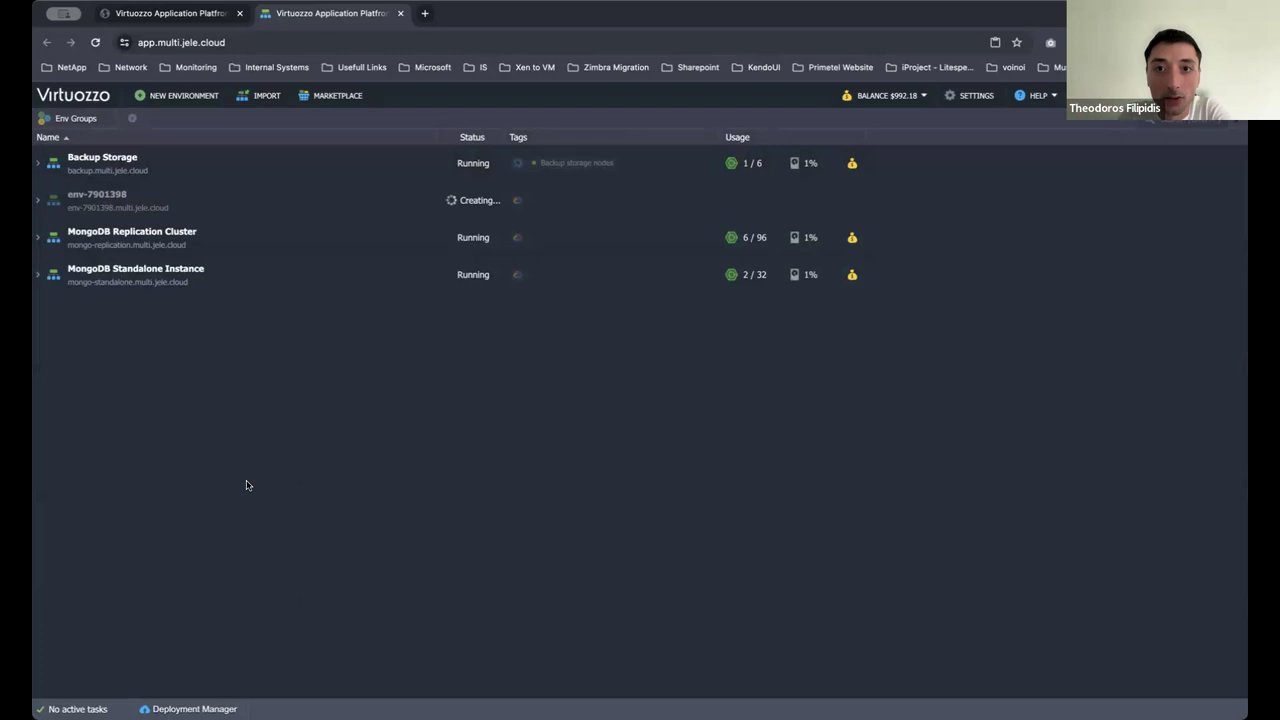 Virtuozzo Application Platfro
Virtuozzo Application Platfro
app.multi.jele.cloud
NetApp
Network
Monitoring
Internal Systems
Usefull Links
Microsoft
IS
Xen to VM
Zimbra Migration
Sharepoint
KendoUI
Primetel Website
iProject - Litespe...
voinoi
Mu
Theodoros Filipidis
Virtuozzo
NEW ENVIRONMENT
IMPORT
MARKETPLACE
BALANCE $992.18
SETTINGS
HELP
Env Groups
Name
Status
Tags
Usage
Backup Storage
backup.multi.jele.cloud
Running
Backup storage nodes
1 / 6
1%
env-7901398
env-7901398.multi.jele.cloud
Creating...
MongoDB Replication Cluster
mongo-replication.multi.jele.cloud
Running
6 / 96
1%
MongoDB Standalone Instance
mongo-standalone.multi.jele.cloud
Running
2 / 32
1%
No active tasks
Deployment Manager